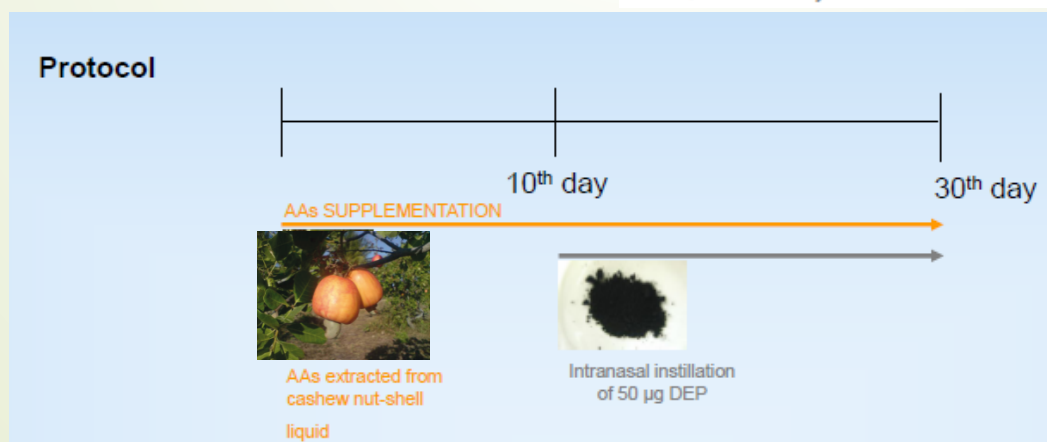 Protocol
10th day
30th day
AAs SUPPLEMENTATION
AAs extracted from
cashew nut-shell
liquid
Intranasal instillation
of 50 µg DEP